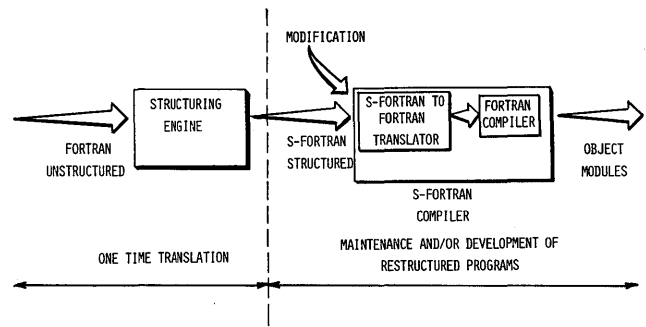 MODIFICATION
STRUCTURING
ENGINE
S-FORTRAN TO
FORTRAN
TRANSLATOR
FORTRAN
COMPILER
FORTRAN
UNSTRUCTURED
S-FORTRAN
STRUCTURED
OBJECT
MODULES
S-FORTRAN
COMPILER
ONE TIME TRANSLATION
MAINTENANCE AND/OR DEVELOPMENT OF
RESTRUCTURED PROGRAMS